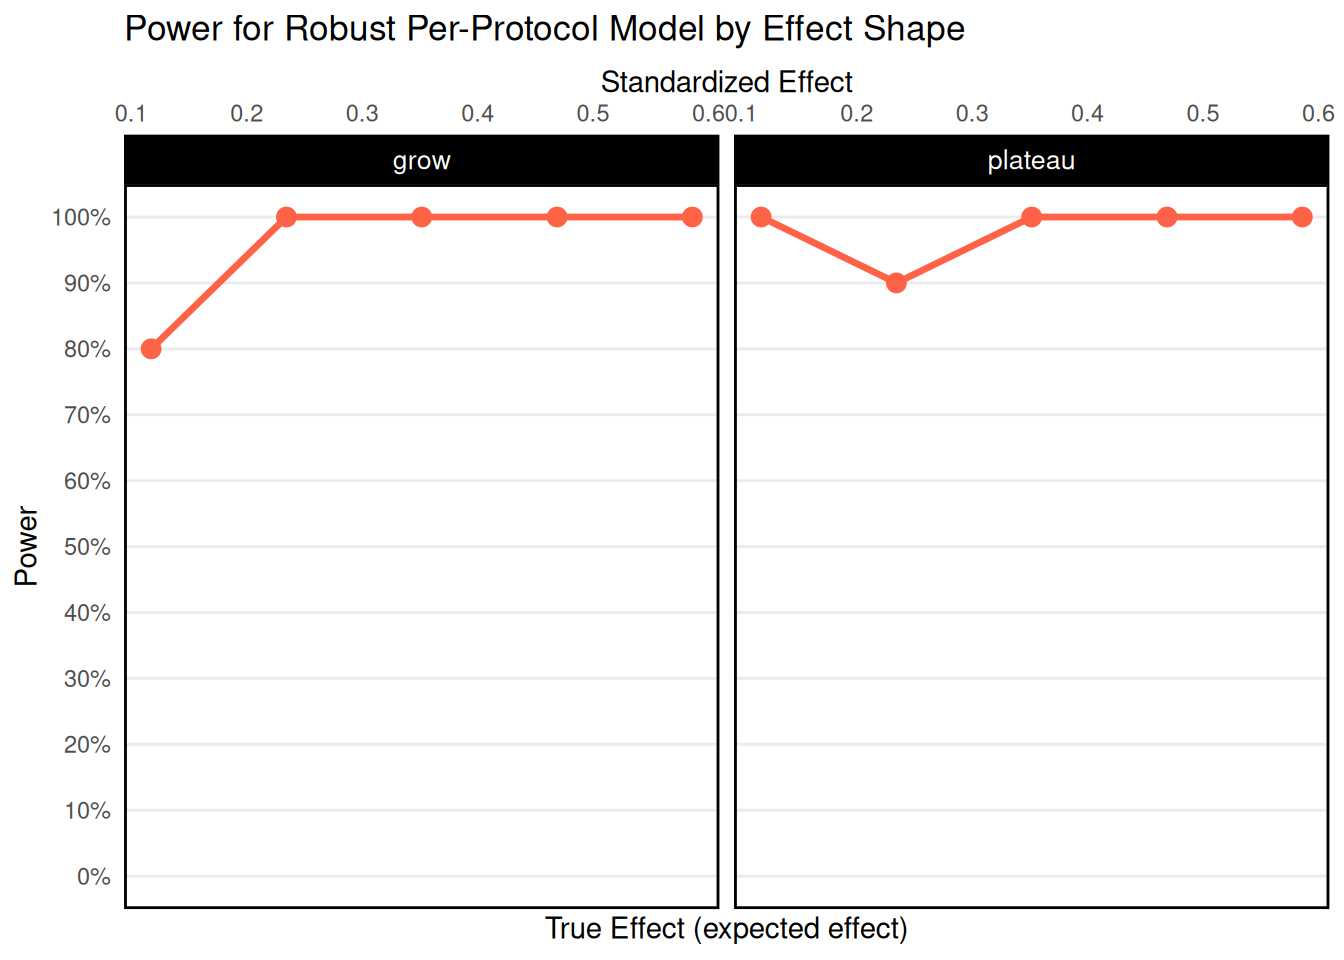 Power for Robust Per-Protocol Model by Effect Shape
Standardized Effect
0.1 0.2 0.3 0.4 0.5 0.6 0.1 0.2 0.3 0.4 0.5 0.6
grow plateau
100%
90%
80%
70%
60%
50%
40%
30%
20%
10%
0%
Power
True Effect (expected effect)